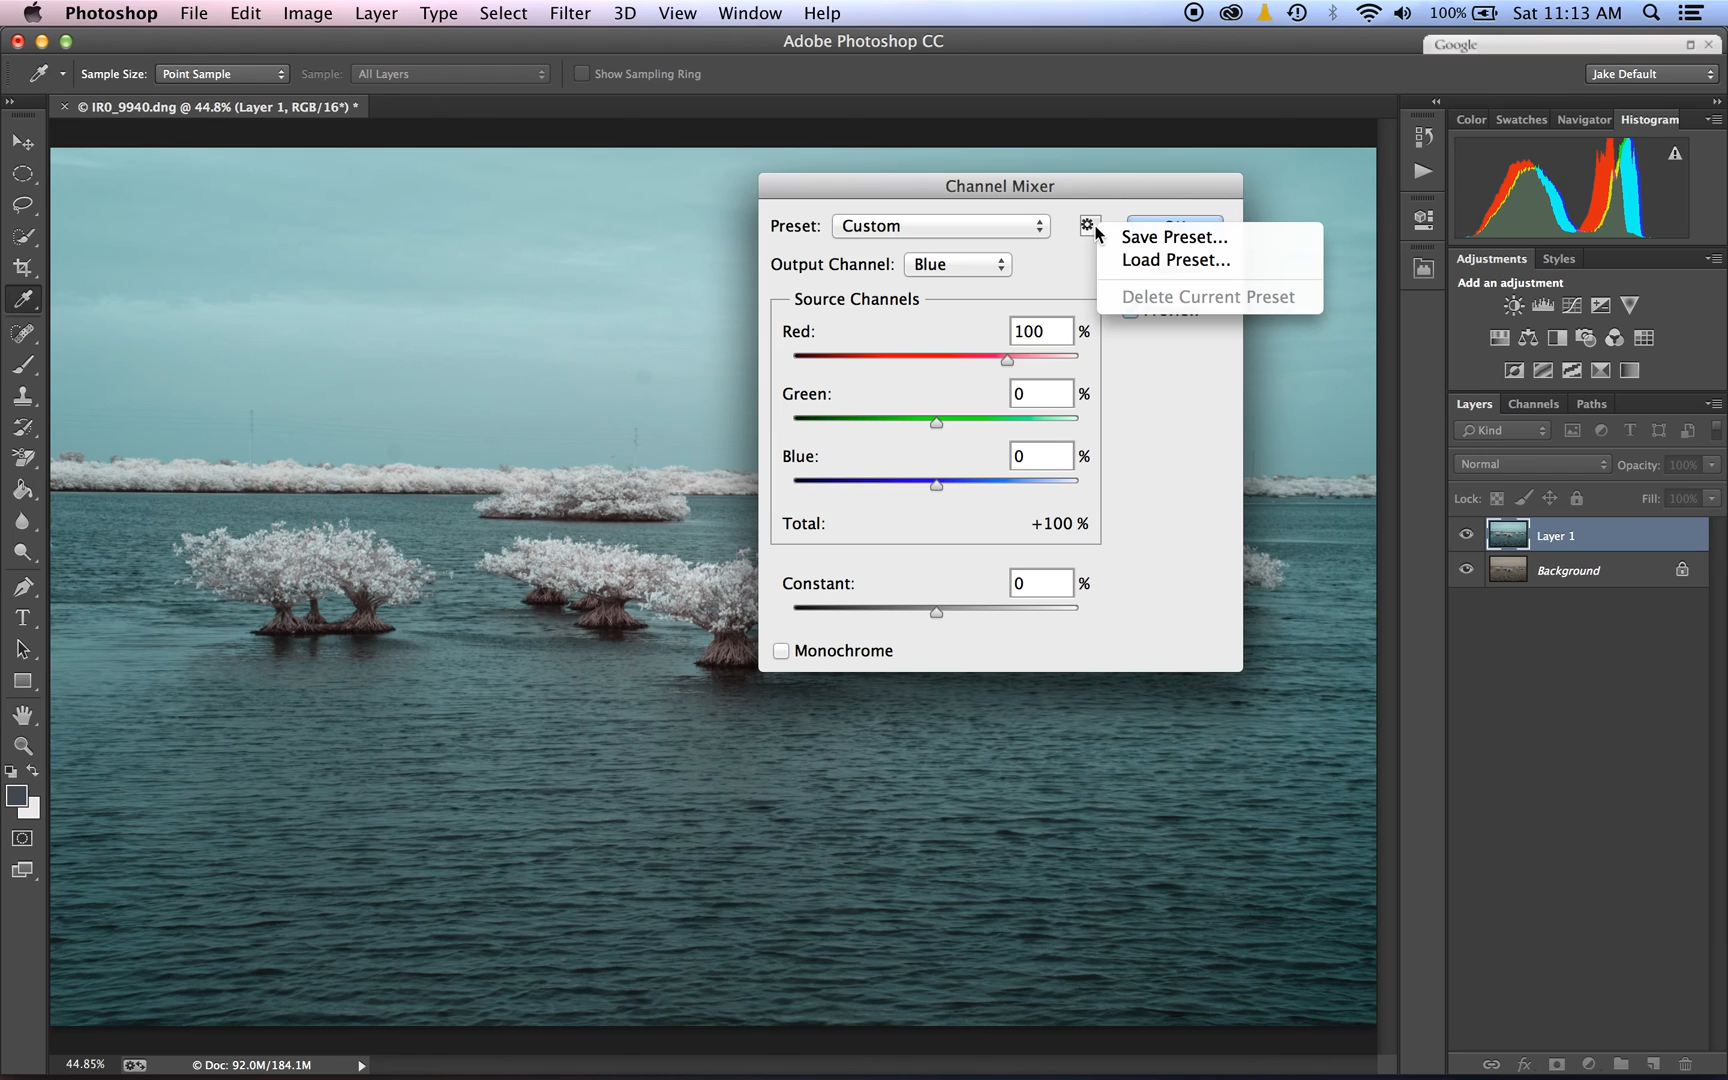 Photoshop File Edit Image Layer Type Select Filter 3D View Window Help 100% Sat 11:13 AM
Adobe Photoshop CC
Google
Sample Size: Point Sample Sample: All Layers Show Sampling Ring Jake Default
× © IR0_9940.dng @ 44.8% (Layer 1, RGB/16*) *
Color Swatches Navigator Histogram
Channel Mixer
Preset: Custom
Save Preset...
Load Preset...
Delete Current Preset
Output Channel: Blue
Source Channels
Red: 100 %
Green: 0 %
Blue: 0 %
Total: +100 %
Constant: 0 %
Monochrome
Adjustments Styles
Add an adjustment
Layers Channels Paths
Kind
Normal Opacity: 100%
Lock: Fill: 100%
Layer 1
Background
44.85% © Doc: 92.0M/184.1M
fx